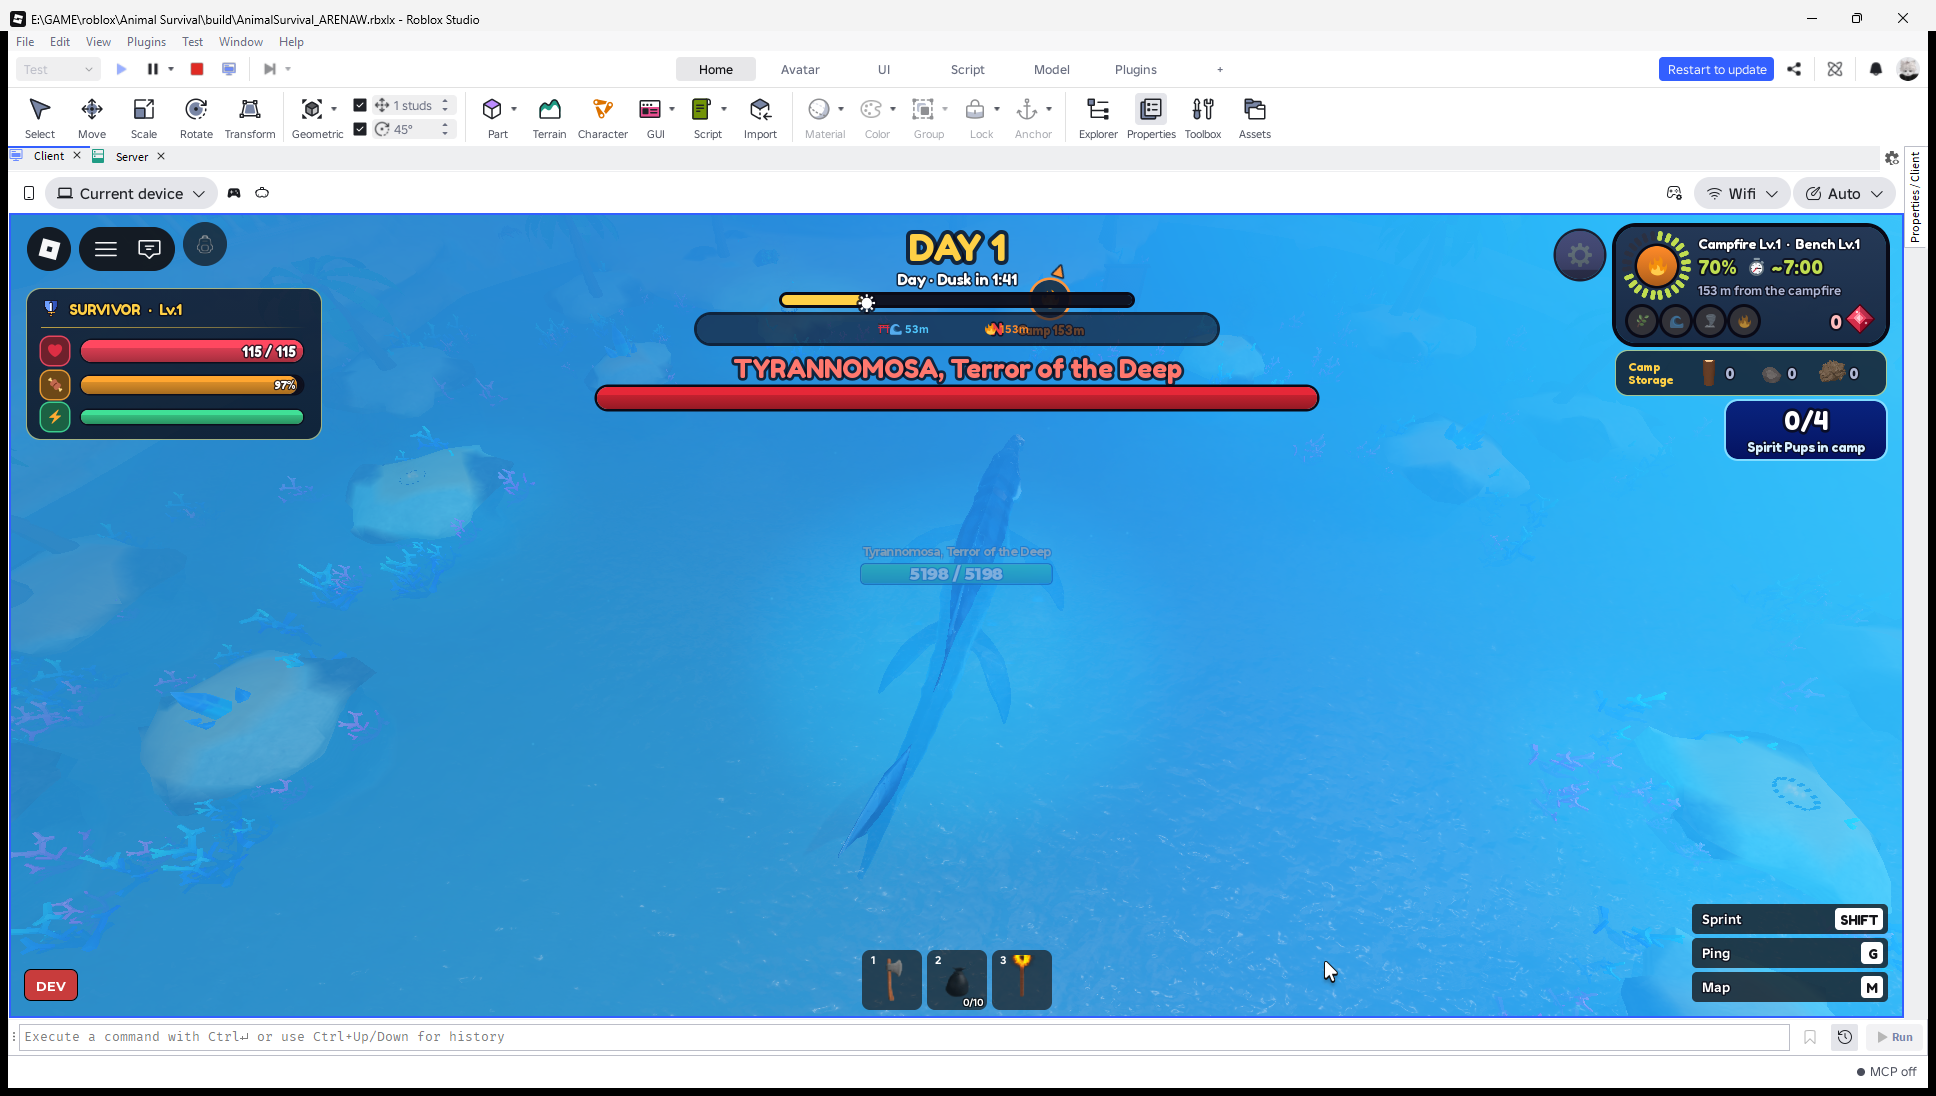 E:\GAME\roblox\Animal Survival\build\AnimalSurvival_ARENAW.rbxlx - Roblox Studio
File Edit View Plugins Test Window Help
Test
Home Avatar UI Script Model Plugins +
Restart to update
1 studs
45°
Select Move Scale Rotate Transform Geometric Part Terrain Character GUI Script Import Material Color Group Lock Anchor Explorer Properties Toolbox Assets
Client Server
Properties / Client
Current device
Wifi Auto
DAY 1
Day · Dusk in 1:41
53m
153m
Camp 153m
TYRANNOMOSA, Terror of the Deep
SURVIVOR · Lv.1
115 / 115
97%
Campfire Lv.1 · Bench Lv.1
70% ~7:00
153 m from the campfire
0
Camp Storage
0 0 0
0/4
Spirit Pups in camp
Tyrannomosa, Terror of the Deep
5198 / 5198
Sprint SHIFT
Ping G
Map M
DEV
1 2 3
0/10
Execute a command with Ctrl↵ or use Ctrl+Up/Down for history
Run
MCP off